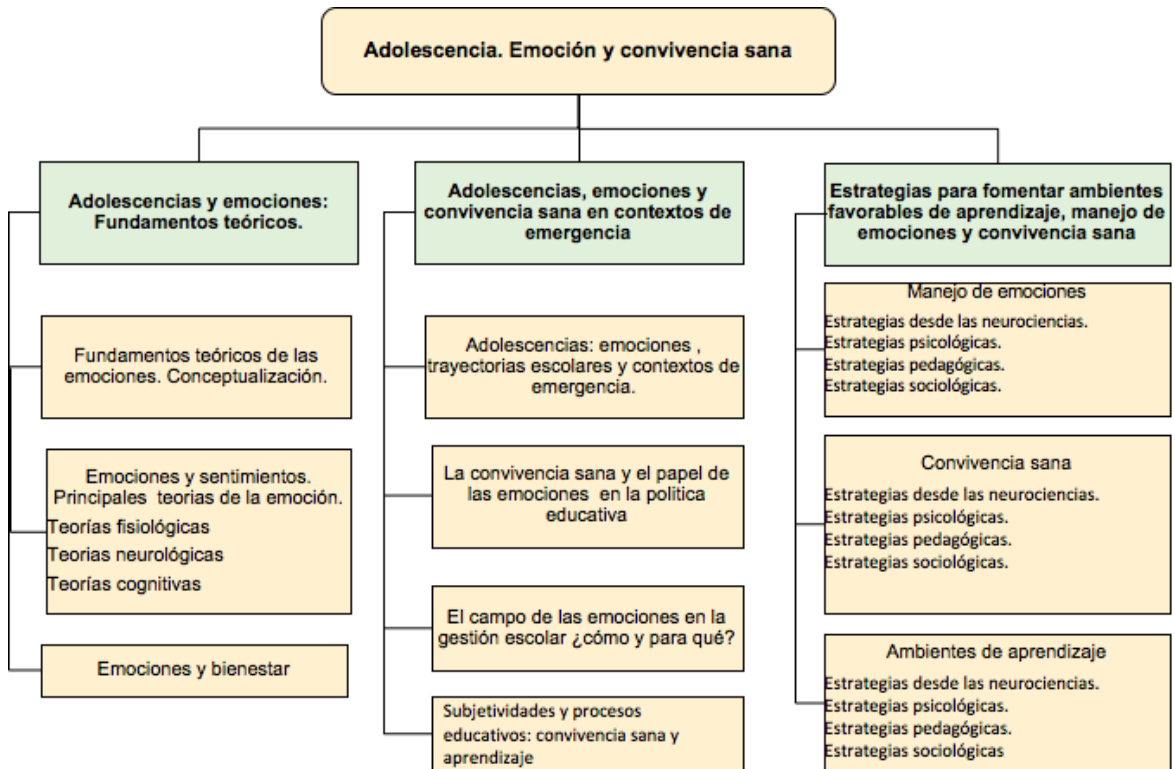 Adolescencia. Emoción y convivencia sana
Adolescencias y emociones:
Fundamentos teóricos.
Fundamentos teóricos de las
emociones. Conceptualización.
Emociones y sentimientos.
Principales teorias de la emoción.
Teorías fisiológicas
Teorias neurológicas
Teorías cognitivas
Emociones y bienestar
Adolescencias, emociones y
convivencia sana en contextos de
emergencia
Adolescencias: emociones ,
trayectorias escolares y contextos de
emergencia.
La convivencia sana y el papel de
las emociones en la politica
educativa
El campo de las emociones en la
gestión escolar ¿cómo y para qué?
Subjetividades y procesos
educativos: convivencia sana y
aprendizaje
Estrategias para fomentar ambientes
favorables de aprendizaje, manejo de
emociones y convivencia sana
Manejo de emociones
Estrategias desde las neurociencias.
Estrategias psicológicas.
Estrategias pedagógicas.
Estrategias sociológicas.
Convivencia sana
Estrategias desde las neurociencias.
Estrategias psicológicas.
Estrategias pedagógicas.
Estrategias sociológicas.
Ambientes de aprendizaje
Estrategias desde las neurociencias.
Estrategias psicológicas.
Estrategias pedagógicas.
Estrategias sociológicas